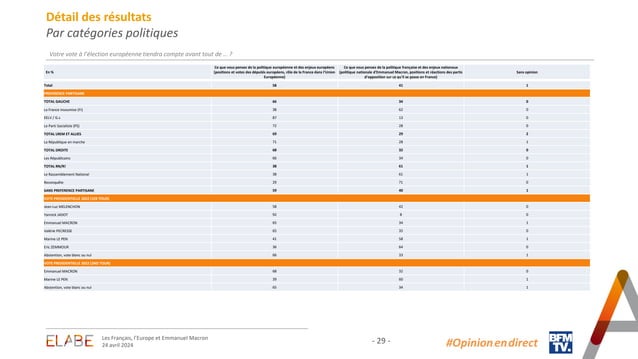 Détail des résultats
Par catégories politiques
Votre vote à l'élection européenne tiendra compte avant tout de … ?
En %
Ce que vous pensez de la politique européenne et des enjeux européens
(positions et votes des députés européens, rôle de la France dans l'Union
Européenne)
Ce que vous pensez de la politique française et des enjeux nationaux
(politique nationale d'Emmanuel Macron, positions et réactions des partis
d'opposition sur ce qu'il se passe en France)
Sans opinion
Total 58 41 1
PREFERENCE PARTISANE
TOTAL GAUCHE 66 34 0
La France Insoumise (FI) 38 62 0
EELV / G.s 87 13 0
Le Parti Socialiste (PS) 72 28 0
TOTAL LREM ET ALLIES 69 29 2
La République en marche 71 28 1
TOTAL DROITE 68 32 0
Les Républicains 66 34 0
TOTAL RN/R! 38 61 1
Le Rassemblement National 38 61 1
Reconquête 29 71 0
SANS PREFERENCE PARTISANE 59 40 1
VOTE PRESIDENTIELLE 2022 (1ER TOUR)
Jean-Luc MELENCHON 58 42 0
Yannick JADOT 92 8 0
Emmanuel MACRON 65 34 1
Valérie PECRESSE 65 35 0
Marine LE PEN 41 58 1
Eric ZEMMOUR 36 64 0
Abstention, vote blanc ou nul 66 33 1
VOTE PRESIDENTIELLE 2022 (2ND TOUR)
Emmanuel MACRON 68 32 0
Marine LE PEN 39 60 1
Abstention, vote blanc ou nul 65 34 1
ELABE
Les Français, l'Europe et Emmanuel Macron
24 avril 2024
- 29 -
#Opinionendirect
BFM
TV.